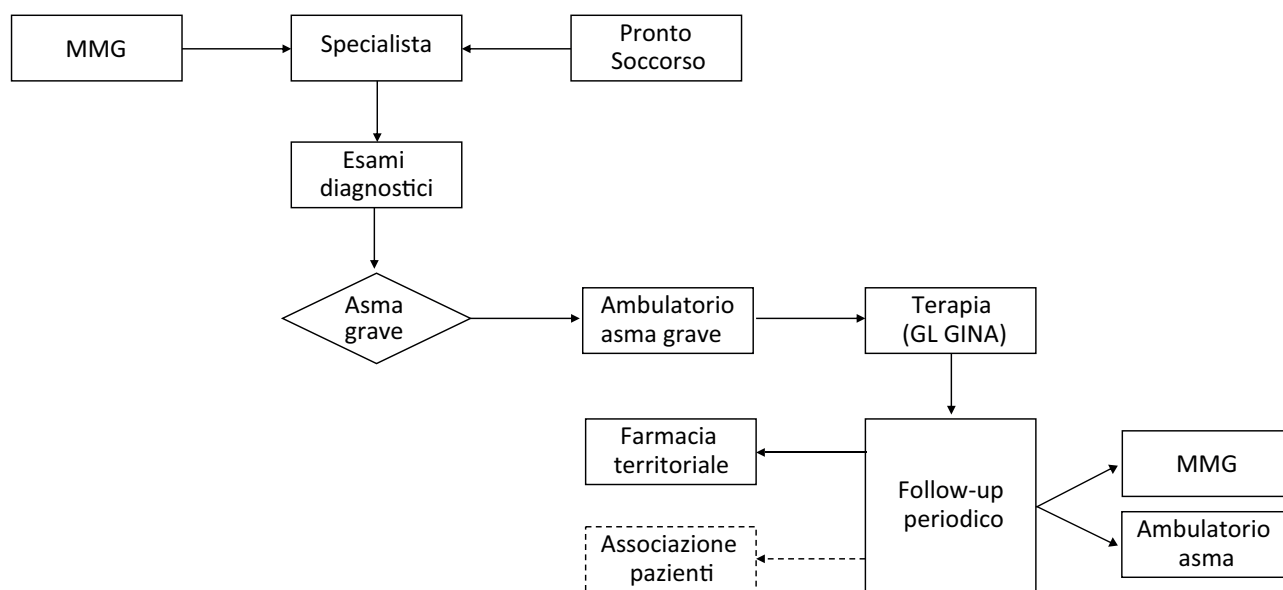 MMG
Specialista
Pronto
Soccorso
Esami
diagnostici
Asma
grave
Ambulatorio
asma grave
Terapia
(GL GINA)
Farmacia
territoriale
Follow-up
periodico
MMG
Associazione
pazienti
Ambulatorio
asma